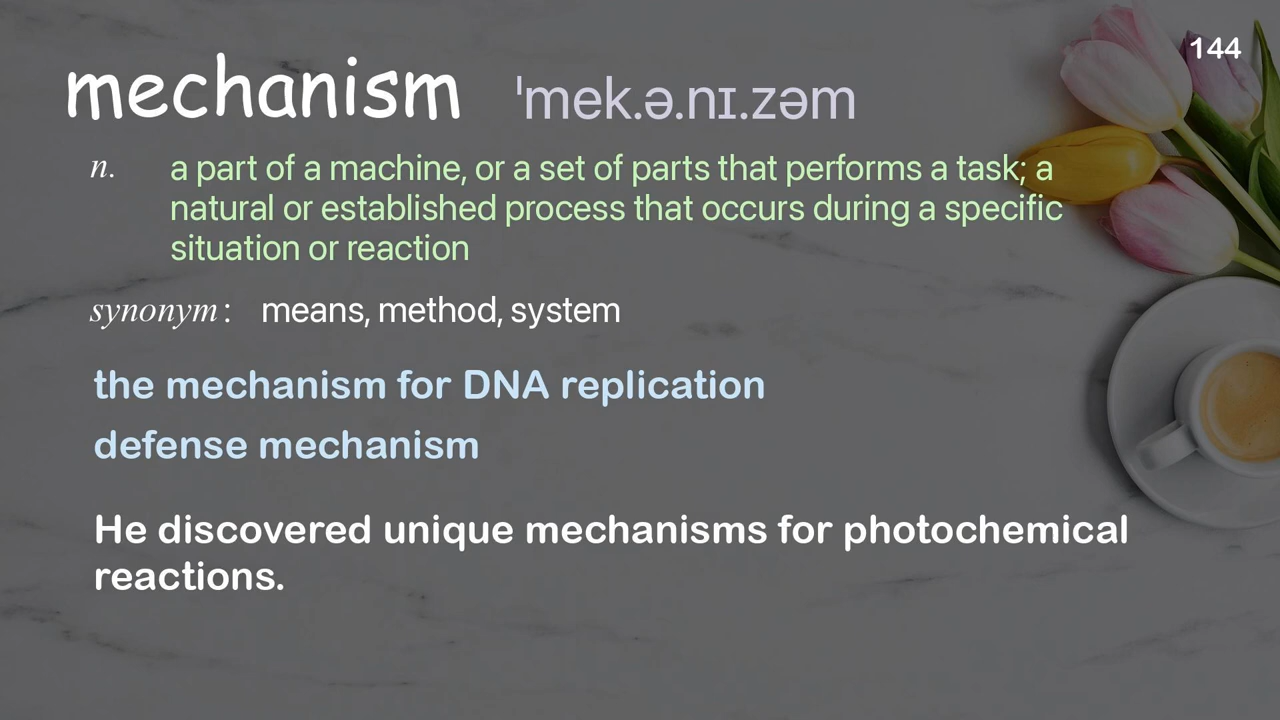 144
mechanism ˈmek.ə.nɪ.zəm
n. a part of a machine, or a set of parts that performs a task; a
natural or established process that occurs during a specific
situation or reaction
synonym: means, method, system
the mechanism for DNA replication
defense mechanism
He discovered unique mechanisms for photochemical
reactions.